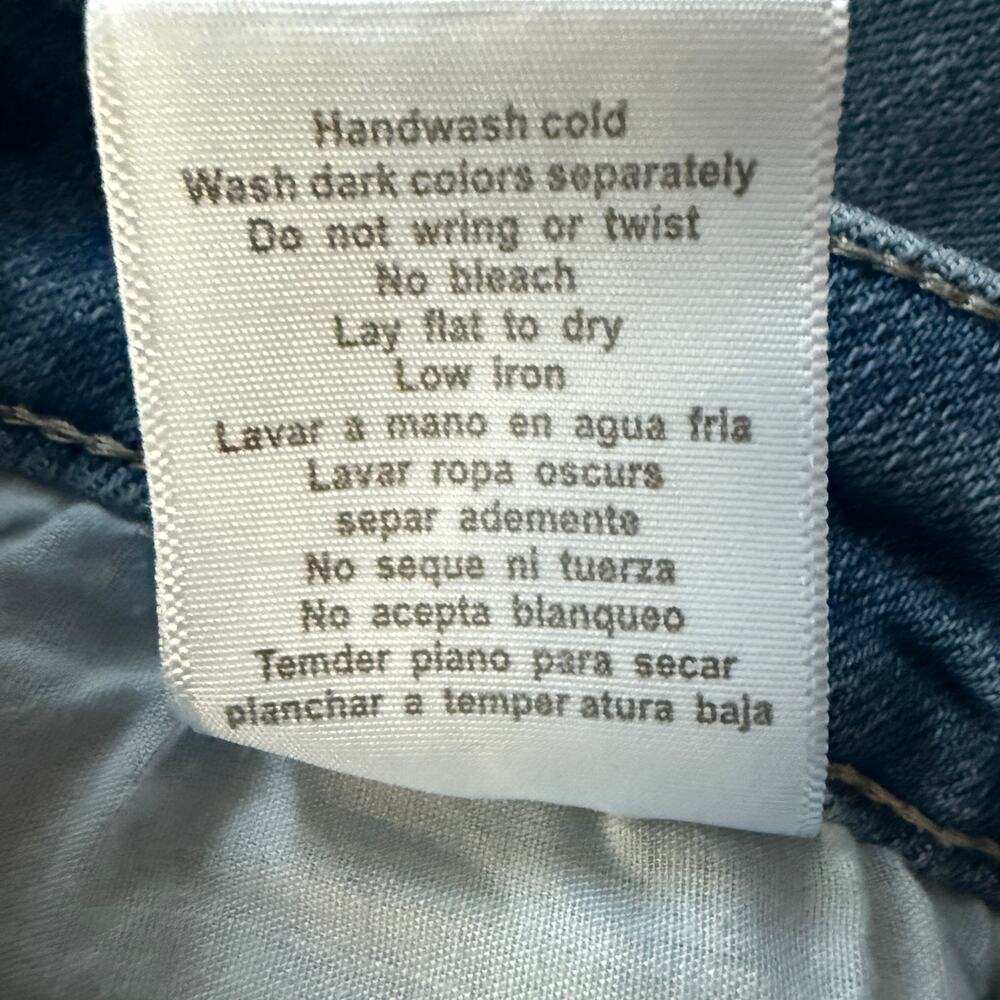 Handwash cold
Wash dark colors separately
Do not wring or twist
No bleach
Lay flat to dry
Low iron
Lavar a mano en agua fria
Lavar ropa oscurs
separ ademente
No seque ni tuerza
No acepta blanqueo
Temder piano para secar
planchar a temper atura baja